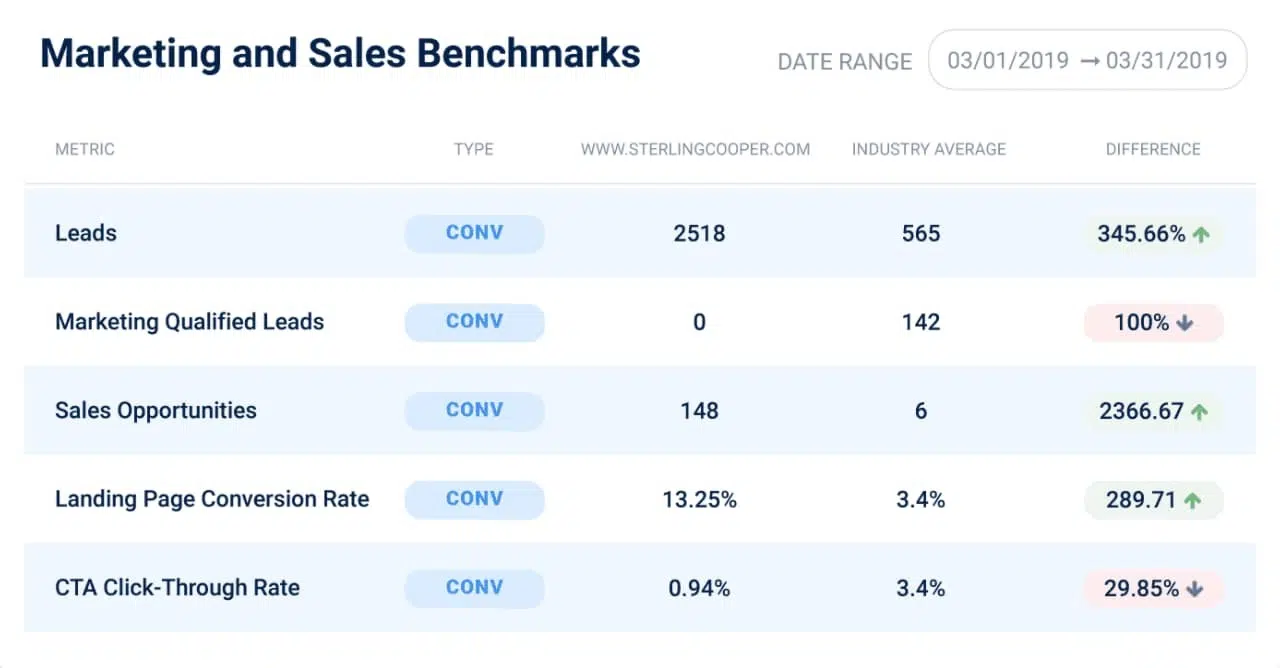 Marketing and Sales Benchmarks
DATE RANGE 03/01/2019 → 03/31/2019
METRIC TYPE WWW.STERLINGCOOPER.COM INDUSTRY AVERAGE DIFFERENCE
Leads CONV 2518 565 345.66% ↑
Marketing Qualified Leads CONV 0 142 100% ↓
Sales Opportunities CONV 148 6 2366.67 ↑
Landing Page Conversion Rate CONV 13.25% 3.4% 289.71 ↑
CTA Click-Through Rate CONV 0.94% 3.4% 29.85% ↓